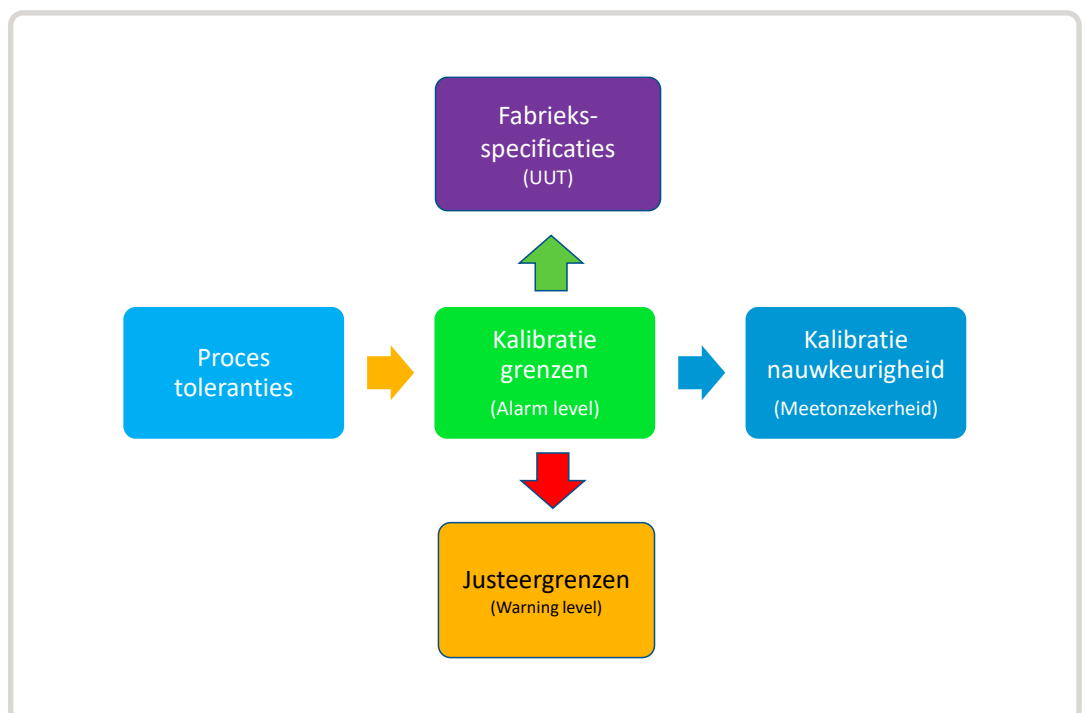 Fabrieks-
specificaties
(UUT)
Proces
toleranties
Kalibratie
grenzen
(Alarm level)
Kalibratie
nauwkeurigheid
(Meetonzekerheid)
Justeergrenzen
(Warning level)